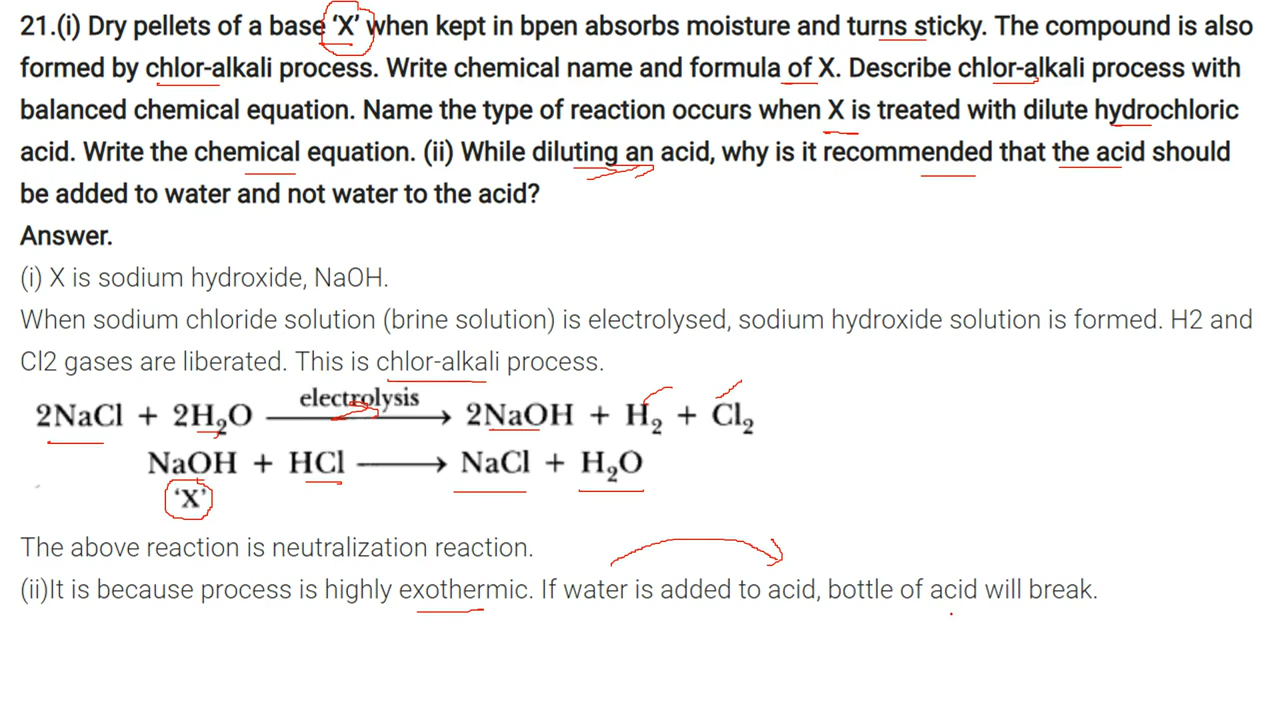 21.(i) Dry pellets of a base 'X' when kept in bpen absorbs moisture and turns sticky. The compound is also
formed by chlor-alkali process. Write chemical name and formula of X. Describe chlor-alkali process with
balanced chemical equation. Name the type of reaction occurs when X is treated with dilute hydrochloric
acid. Write the chemical equation. (ii) While diluting an acid, why is it recommended that the acid should
be added to water and not water to the acid?
Answer.
(i) X is sodium hydroxide, NaOH.
When sodium chloride solution (brine solution) is electrolysed, sodium hydroxide solution is formed. H2 and
Cl2 gases are liberated. This is chlor-alkali process.
electrolysis
2NaCl + 2H₂O ⟶ 2NaOH + H₂ + Cl₂
NaOH + HCl ⟶ NaCl + H₂O
'X'
The above reaction is neutralization reaction.
(ii)It is because process is highly exothermic. If water is added to acid, bottle of acid will break.